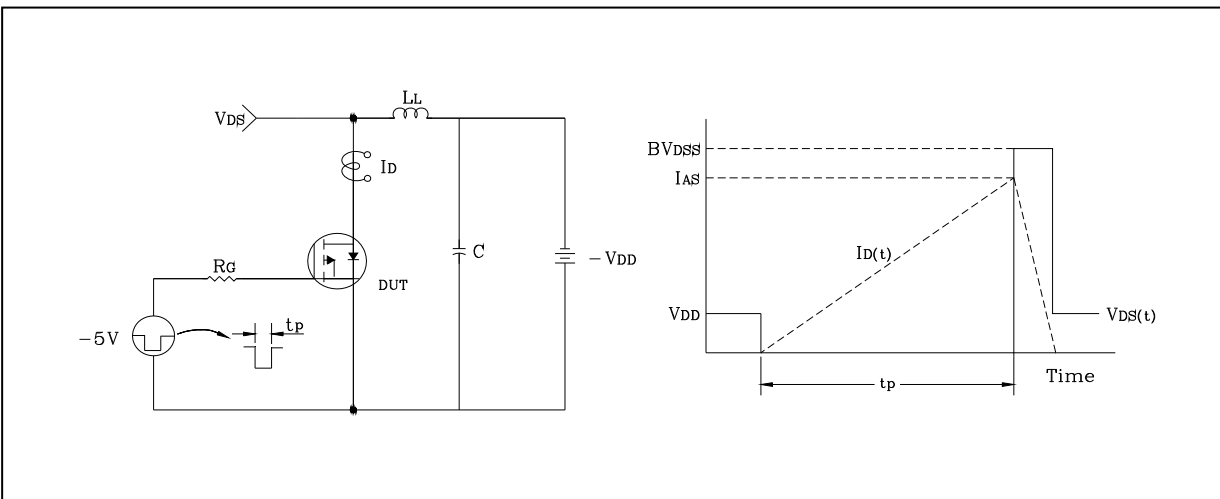 LL
VDS
ID
RG
C
-VDD
DUT
-5V
tp
BVDSS
IAS
ID(t)
VDD
VDS(t)
tp
Time